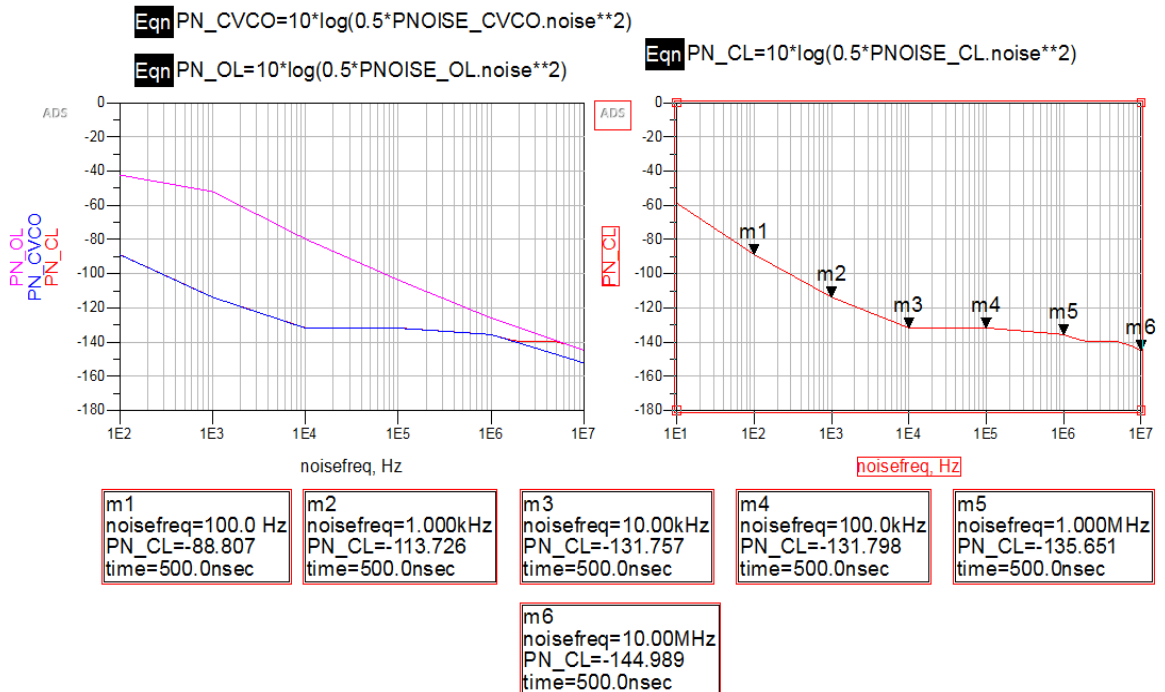 Eqn PN_CVCO=10*log(0.5*PNOISE_CVCO.noise**2)
Eqn PN_OL=10*log(0.5*PNOISE_OL.noise**2)
Eqn PN_CL=10*log(0.5*PNOISE_CL.noise**2)
ADS
PN_OL
PN_CVCO
PN_CL
0
-20
-40
-60
-80
-100
-120
-140
-160
-180
1E2
1E3
1E4
1E5
1E6
1E7
noisefreq, Hz
ADS
PN_CL
0
-20
-40
-60
-80
-100
-120
-140
-160
-180
m1
m2
m3
m4
m5
m6
1E1
1E2
1E3
1E4
1E5
1E6
1E7
noisefreq, Hz
m1
noisefreq=100.0 Hz
PN_CL=-88.807
time=500.0nsec
m2
noisefreq=1.000kHz
PN_CL=-113.726
time=500.0nsec
m3
noisefreq=10.00kHz
PN_CL=-131.757
time=500.0nsec
m4
noisefreq=100.0kHz
PN_CL=-131.798
time=500.0nsec
m5
noisefreq=1.000MHz
PN_CL=-135.651
time=500.0nsec
m6
noisefreq=10.00MHz
PN_CL=-144.989
time=500.0nsec